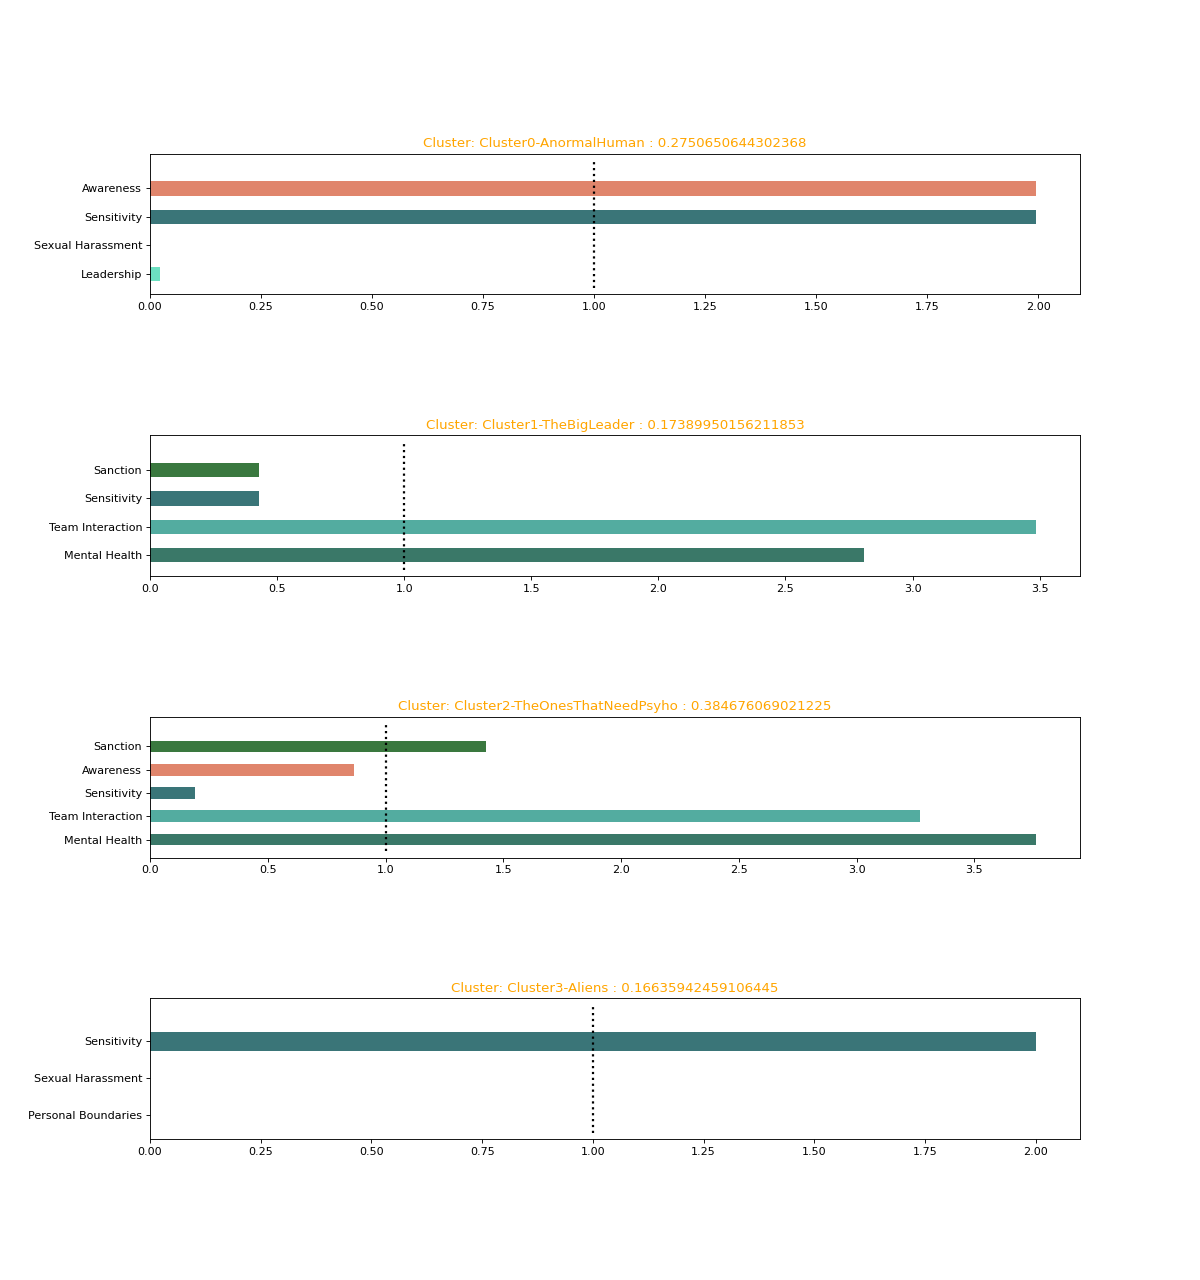 Cluster: Cluster0-AnormalHuman : 0.2750650644302368
Awareness
Sensitivity
Sexual Harassment
Leadership
0.00 0.25 0.50 0.75 1.00 1.25 1.50 1.75 2.00
Cluster: Cluster1-TheBigLeader : 0.17389950156211853
Sanction
Sensitivity
Team Interaction
Mental Health
0.0 0.5 1.0 1.5 2.0 2.5 3.0 3.5
Cluster: Cluster2-TheOnesThatNeedPsyho : 0.384676069021225
Sanction
Awareness
Sensitivity
Team Interaction
Mental Health
0.0 0.5 1.0 1.5 2.0 2.5 3.0 3.5
Cluster: Cluster3-Aliens : 0.16635942459106445
Sensitivity
Sexual Harassment
Personal Boundaries
0.00 0.25 0.50 0.75 1.00 1.25 1.50 1.75 2.00